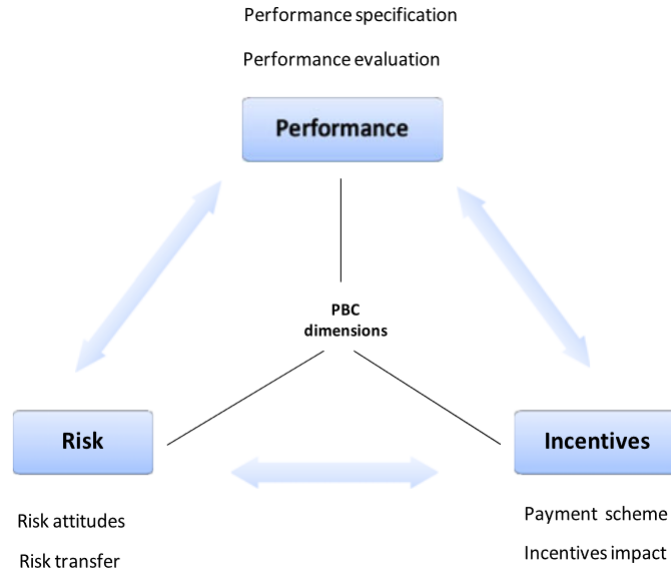 Performance specification
Performance evaluation
Performance
PBC
dimensions
Risk
Incentives
Risk attitudes
Risk transfer
Payment scheme
Incentives impact